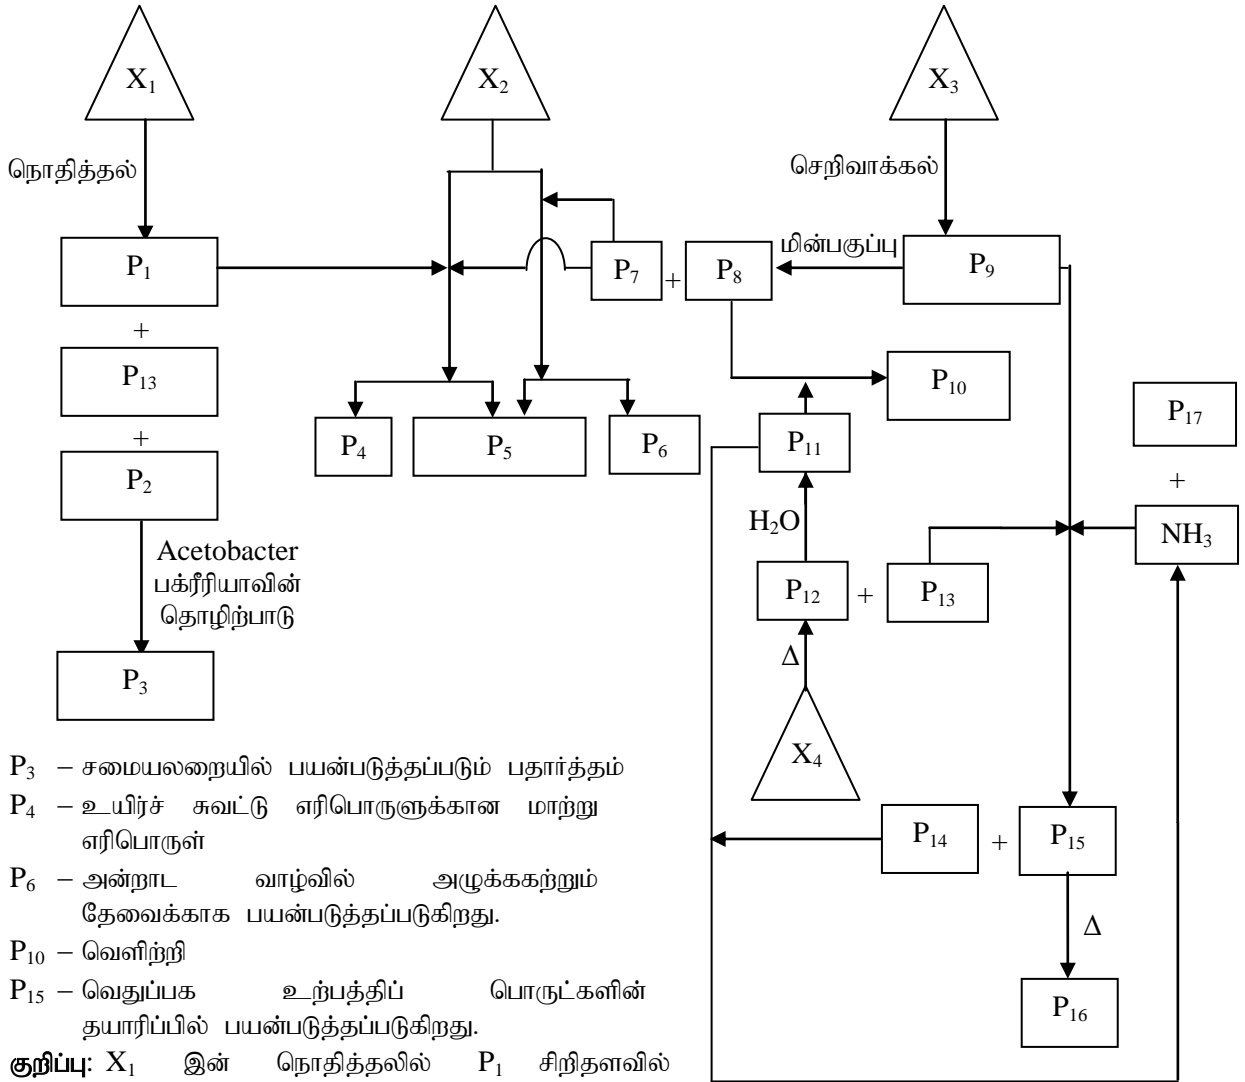 X₁
X₂
X₃
நொதித்தல்
செறிவாக்கல்
மின்பகுப்பு
P₁
P₇
+
P₈
P₉
+
P₁₃
P₁₀
P₁₇
+
P₄
P₅
P₆
P₁₁
+
P₂
H₂O
NH₃
Acetobacter
பக்ரீரியாவின்
தொழிற்பாடு
P₁₂
+
P₁₃
Δ
P₃
X₄
P₁₄
+
P₁₅
Δ
P₁₆
P₃ – சமையலறையில் பயன்படுத்தப்படும் பதார்த்தம்
P₄ – உயிர்ச் சுவட்டு எரிபொருளுக்கான மாற்று
எரிபொருள்
P₆ – அன்றாட வாழ்வில் அழுக்ககற்றும்
தேவைக்காக பயன்படுத்தப்படுகிறது.
P₁₀ – வெளிற்றி
P₁₅ – வெதுப்பக உற்பத்திப் பொருட்களின்
தயாரிப்பில் பயன்படுத்தப்படுகிறது.
குறிப்பு: X₁ இன் நொதித்தலில் P₁ சிறிதளவில்